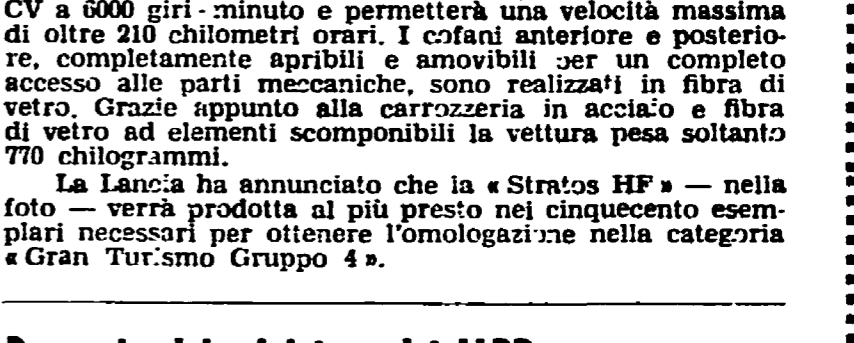 CV a 6000 giri-minuto e permetterà una velocità massima
di oltre 210 chilometri orari. I cofani anteriore e posterio-
re, completamente apribili e amovibili per un completo
accesso alle parti meccaniche, sono realizzati in fibra di
vetro. Grazie appunto alla carrozzeria in acciaio e fibra
di vetro ad elementi scomponibili la vettura pesa soltanto
770 chilogrammi.
La Lancia ha annunciato che la « Stratos HF » — nella
foto — verrà prodotta al più presto nei cinquecento esem-
plari necessari per ottenere l'omologazione nella categoria
« Gran Turismo Gruppo 4 ».